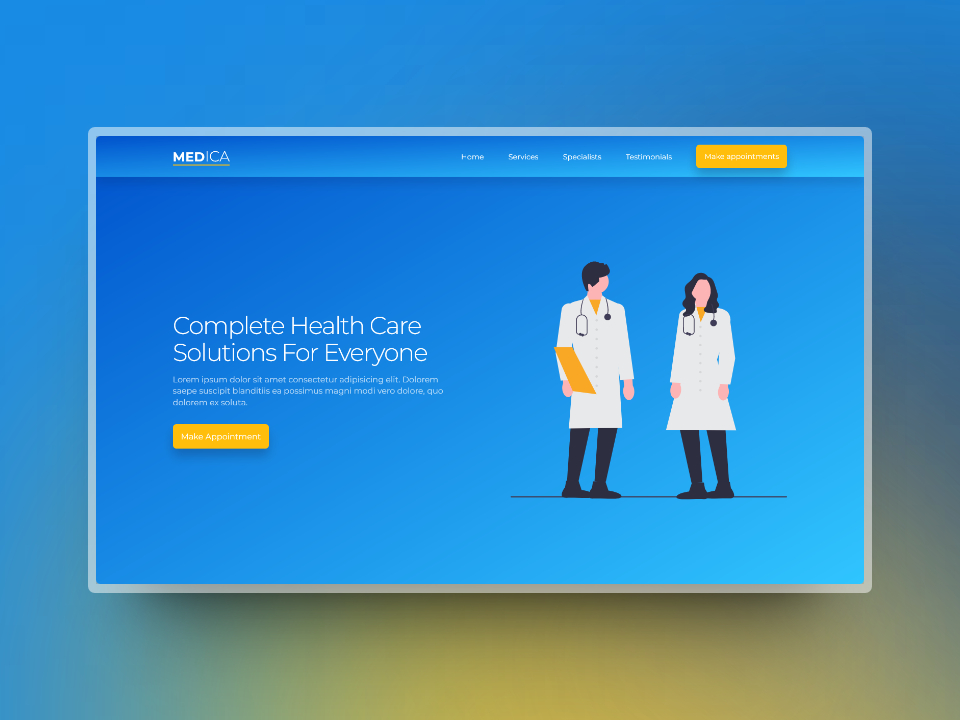 MEDICA
Home
Services
Specialists
Testimonials
Make appointments
Complete Health Care
Solutions For Everyone
Lorem ipsum dolor sit amet consectetur adipisicing elit. Dolorem
saepe suscipit blanditiis ea possimus magni modi vero dolore, quo
dolorem ex soluta.
Make Appointment